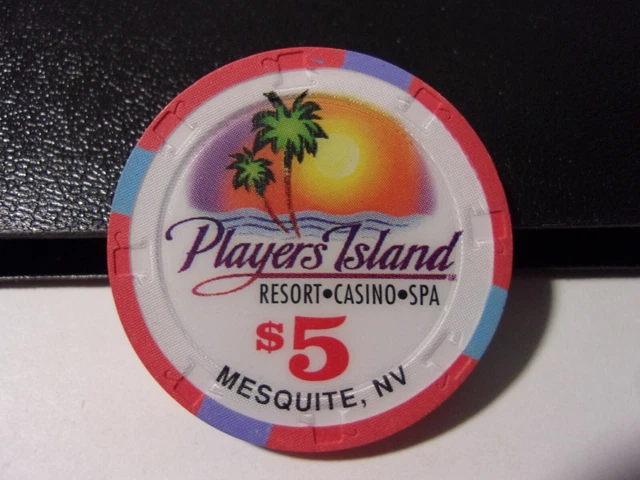 Players Island
RESORT•CASINO•SPA
$5
MESQUITE, NV